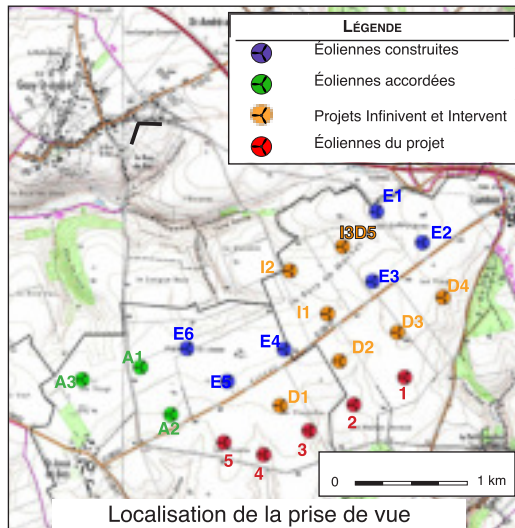 LÉGENDE
Éoliennes construites
Éoliennes accordées
Projets Infinivent et Intervent
Éoliennes du projet
E1
I3D5
E2
I2
E3
D4
I1
D3
E6
E4
D2
A1
A3
E5
1
D1
2
A2
3
5
4
0 1 km
Localisation de la prise de vue